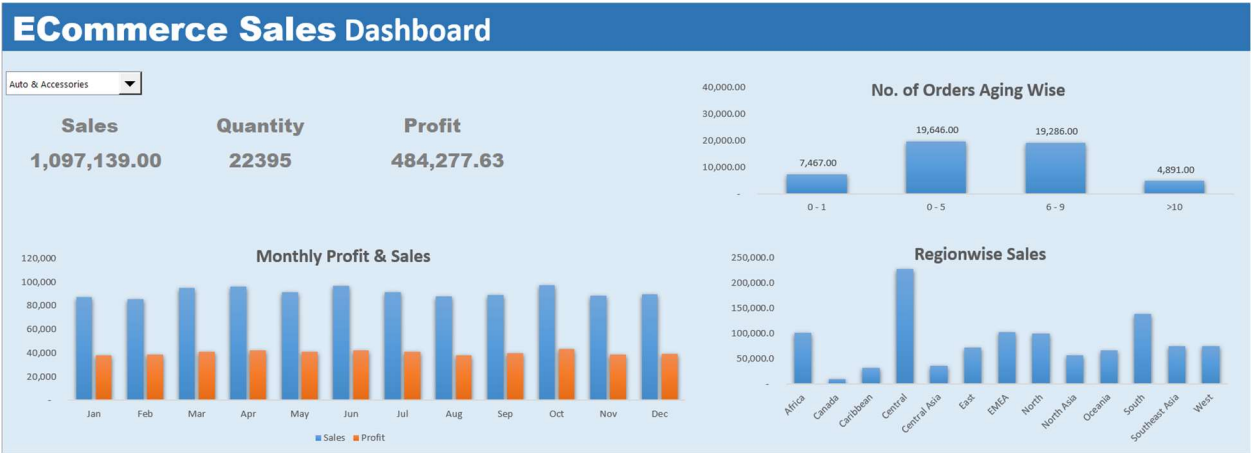 ECommerce Sales Dashboard
Auto & Accessories
Sales Quantity Profit
1,097,139.00 22395 484,277.63
No. of Orders Aging Wise
40,000.00
30,000.00
20,000.00
10,000.00
-
7,467.00 19,646.00 19,286.00 4,891.00
0 - 1 0 - 5 6 - 9 >10
Monthly Profit & Sales
120,000
100,000
80,000
60,000
40,000
20,000
-
Jan Feb Mar Apr May Jun Jul Aug Sep Oct Nov Dec
Sales Profit
Regionwise Sales
250,000.0
200,000.0
150,000.0
100,000.0
50,000.0
-
Africa Canada Caribbean Central Central Asia East EMEA North North Asia Oceania South Southeast Asia West